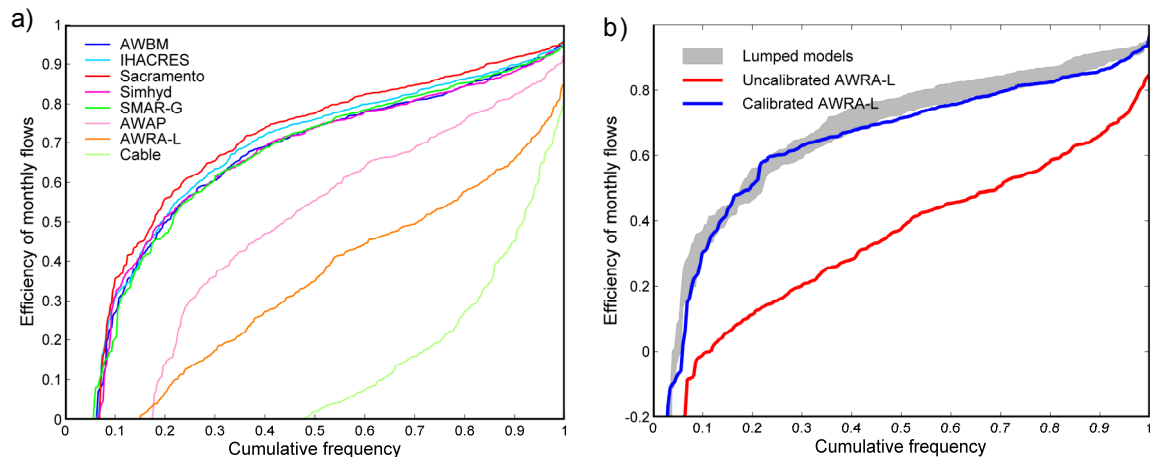 a)
Efficiency of monthly flows
1
0.9
0.8
0.7
0.6
0.5
0.4
0.3
0.2
0.1
0
AWBM
IHACRES
Sacramento
Simhyd
SMAR-G
AWAP
AWRA-L
Cable
0 0.1 0.2 0.3 0.4 0.5 0.6 0.7 0.8 0.9 1
Cumulative frequency
b)
Efficiency of monthly flows
1
0.8
0.6
0.4
0.2
0
-0.2
Lumped models
Uncalibrated AWRA-L
Calibrated AWRA-L
0 0.1 0.2 0.3 0.4 0.5 0.6 0.7 0.8 0.9 1
Cumulative frequency